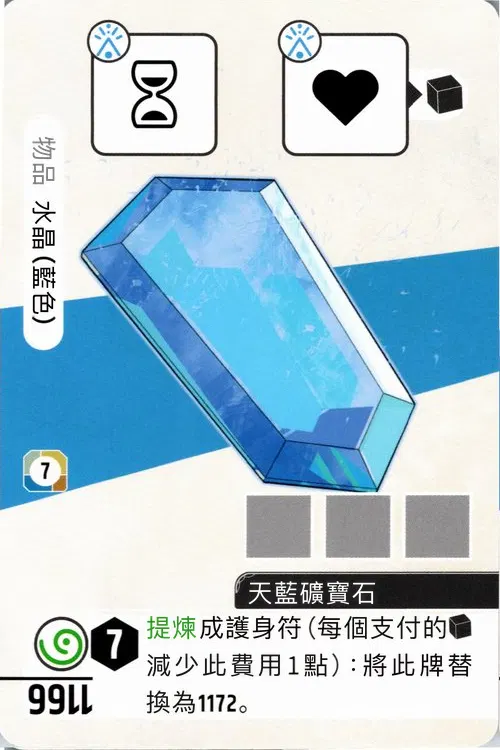 物品 水晶(藍色)
7
天藍礦寶石
7
提煉成護身符(每個支付的
減少此費用1點):將此牌替
換為1172。
1166